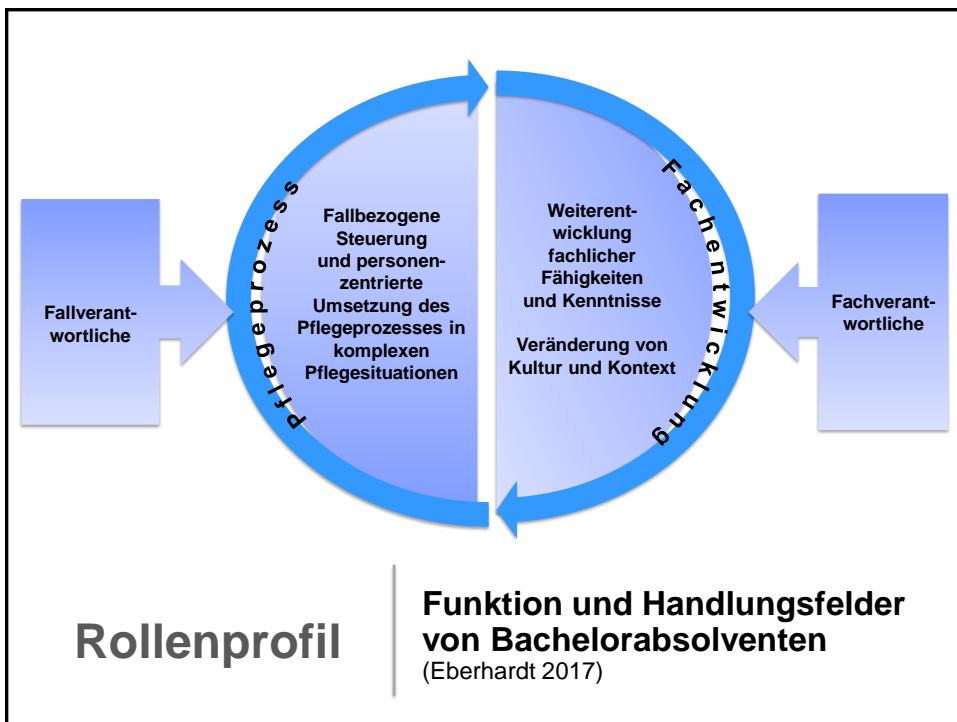 Fallverant-
wortliche
Pflegeprozess
Fallbezogene
Steuerung
und personen-
zentrierte
Umsetzung des
Pflegeprozesses in
komplexen
Pflegesituationen
Weiterent-
wicklung
fachlicher
Fähigkeiten
und Kenntnisse
Veränderung von
Kultur und Kontext
Fachentwicklung
Fachverant-
wortliche
Rollenprofil
Funktion und Handlungsfelder
von Bachelorabsolventen
(Eberhardt 2017)